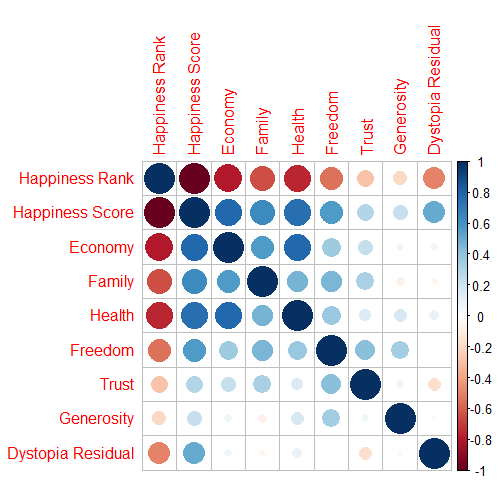 Happiness Rank
Happiness Score
Economy
Family
Health
Freedom
Trust
Generosity
Dystopia Residual
Happiness Rank
Happiness Score
Economy
Family
Health
Freedom
Trust
Generosity
Dystopia Residual
1
0.8
0.6
0.4
0.2
0
-0.2
-0.4
-0.6
-0.8
-1